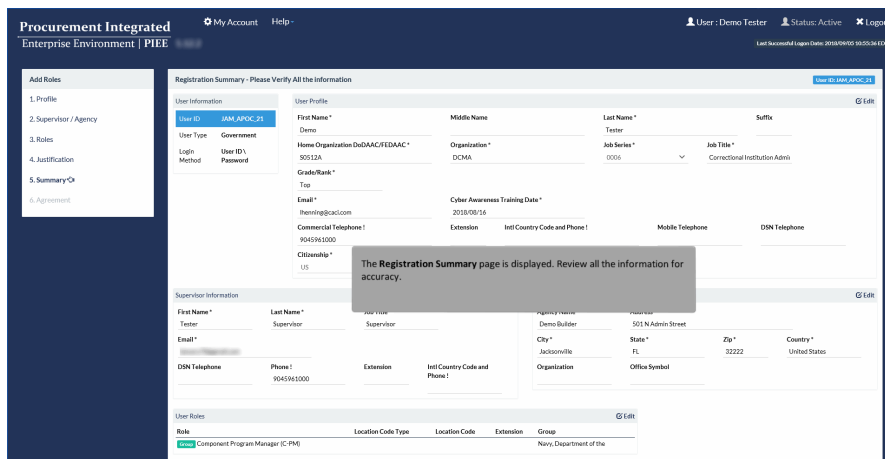 Procurement Integrated
Enterprise Environment | PIEE
My Account Help
User : Demo Tester Status: Active Logou
Last Successful Logon Date: 2018/09/05 10:55:36 ED
Add Roles
1. Profile
2. Supervisor / Agency
3. Roles
4. Justification
5. Summary
6. Agreement
Registration Summary - Please Verify All the information
User ID: JAM_APOC_21
User Information
User ID JAM_APOC_21
User Type Government
Login Method User ID \ Password
User Profile Edit
First Name * Middle Name Last Name * Suffix
Demo Tester
Home Organization DoDAAC/FEDAAC * Organization * Job Series * Job Title *
S0512A DCMA 0006 Correctional Institution Admin
Grade/Rank *
Top
Email * Cyber Awareness Training Date *
lhenning@caci.com 2018/08/16
Commercial Telephone ! Extension Intl Country Code and Phone ! Mobile Telephone DSN Telephone
9045961000
Citizenship *
US
The Registration Summary page is displayed. Review all the information for
accuracy.
Supervisor Information
First Name * Last Name * Job Title
Tester Supervisor Supervisor
Email *
DSN Telephone Phone ! Extension Intl Country Code and
Phone !
9045961000
Edit
Agency Name Address
Demo Builder 501 N Admin Street
City * State * Zip * Country *
Jacksonville FL 32222 United States
Organization Office Symbol
User Roles Edit
Role Location Code Type Location Code Extension Group
Group Component Program Manager (C-PM) Navy, Department of the